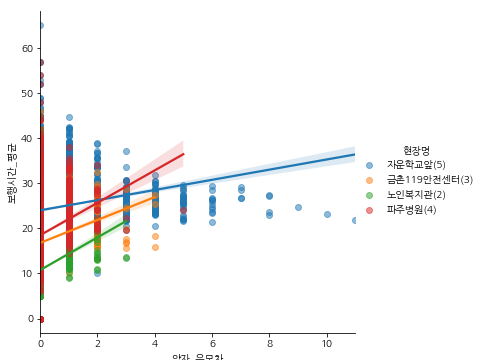 60
50
40
30
20
10
0
보행시간_평균
0
2
4
6
8
10
현장명
자운학교앞(5)
금촌119안전센터(3)
노인복지관(2)
파주병원(4)